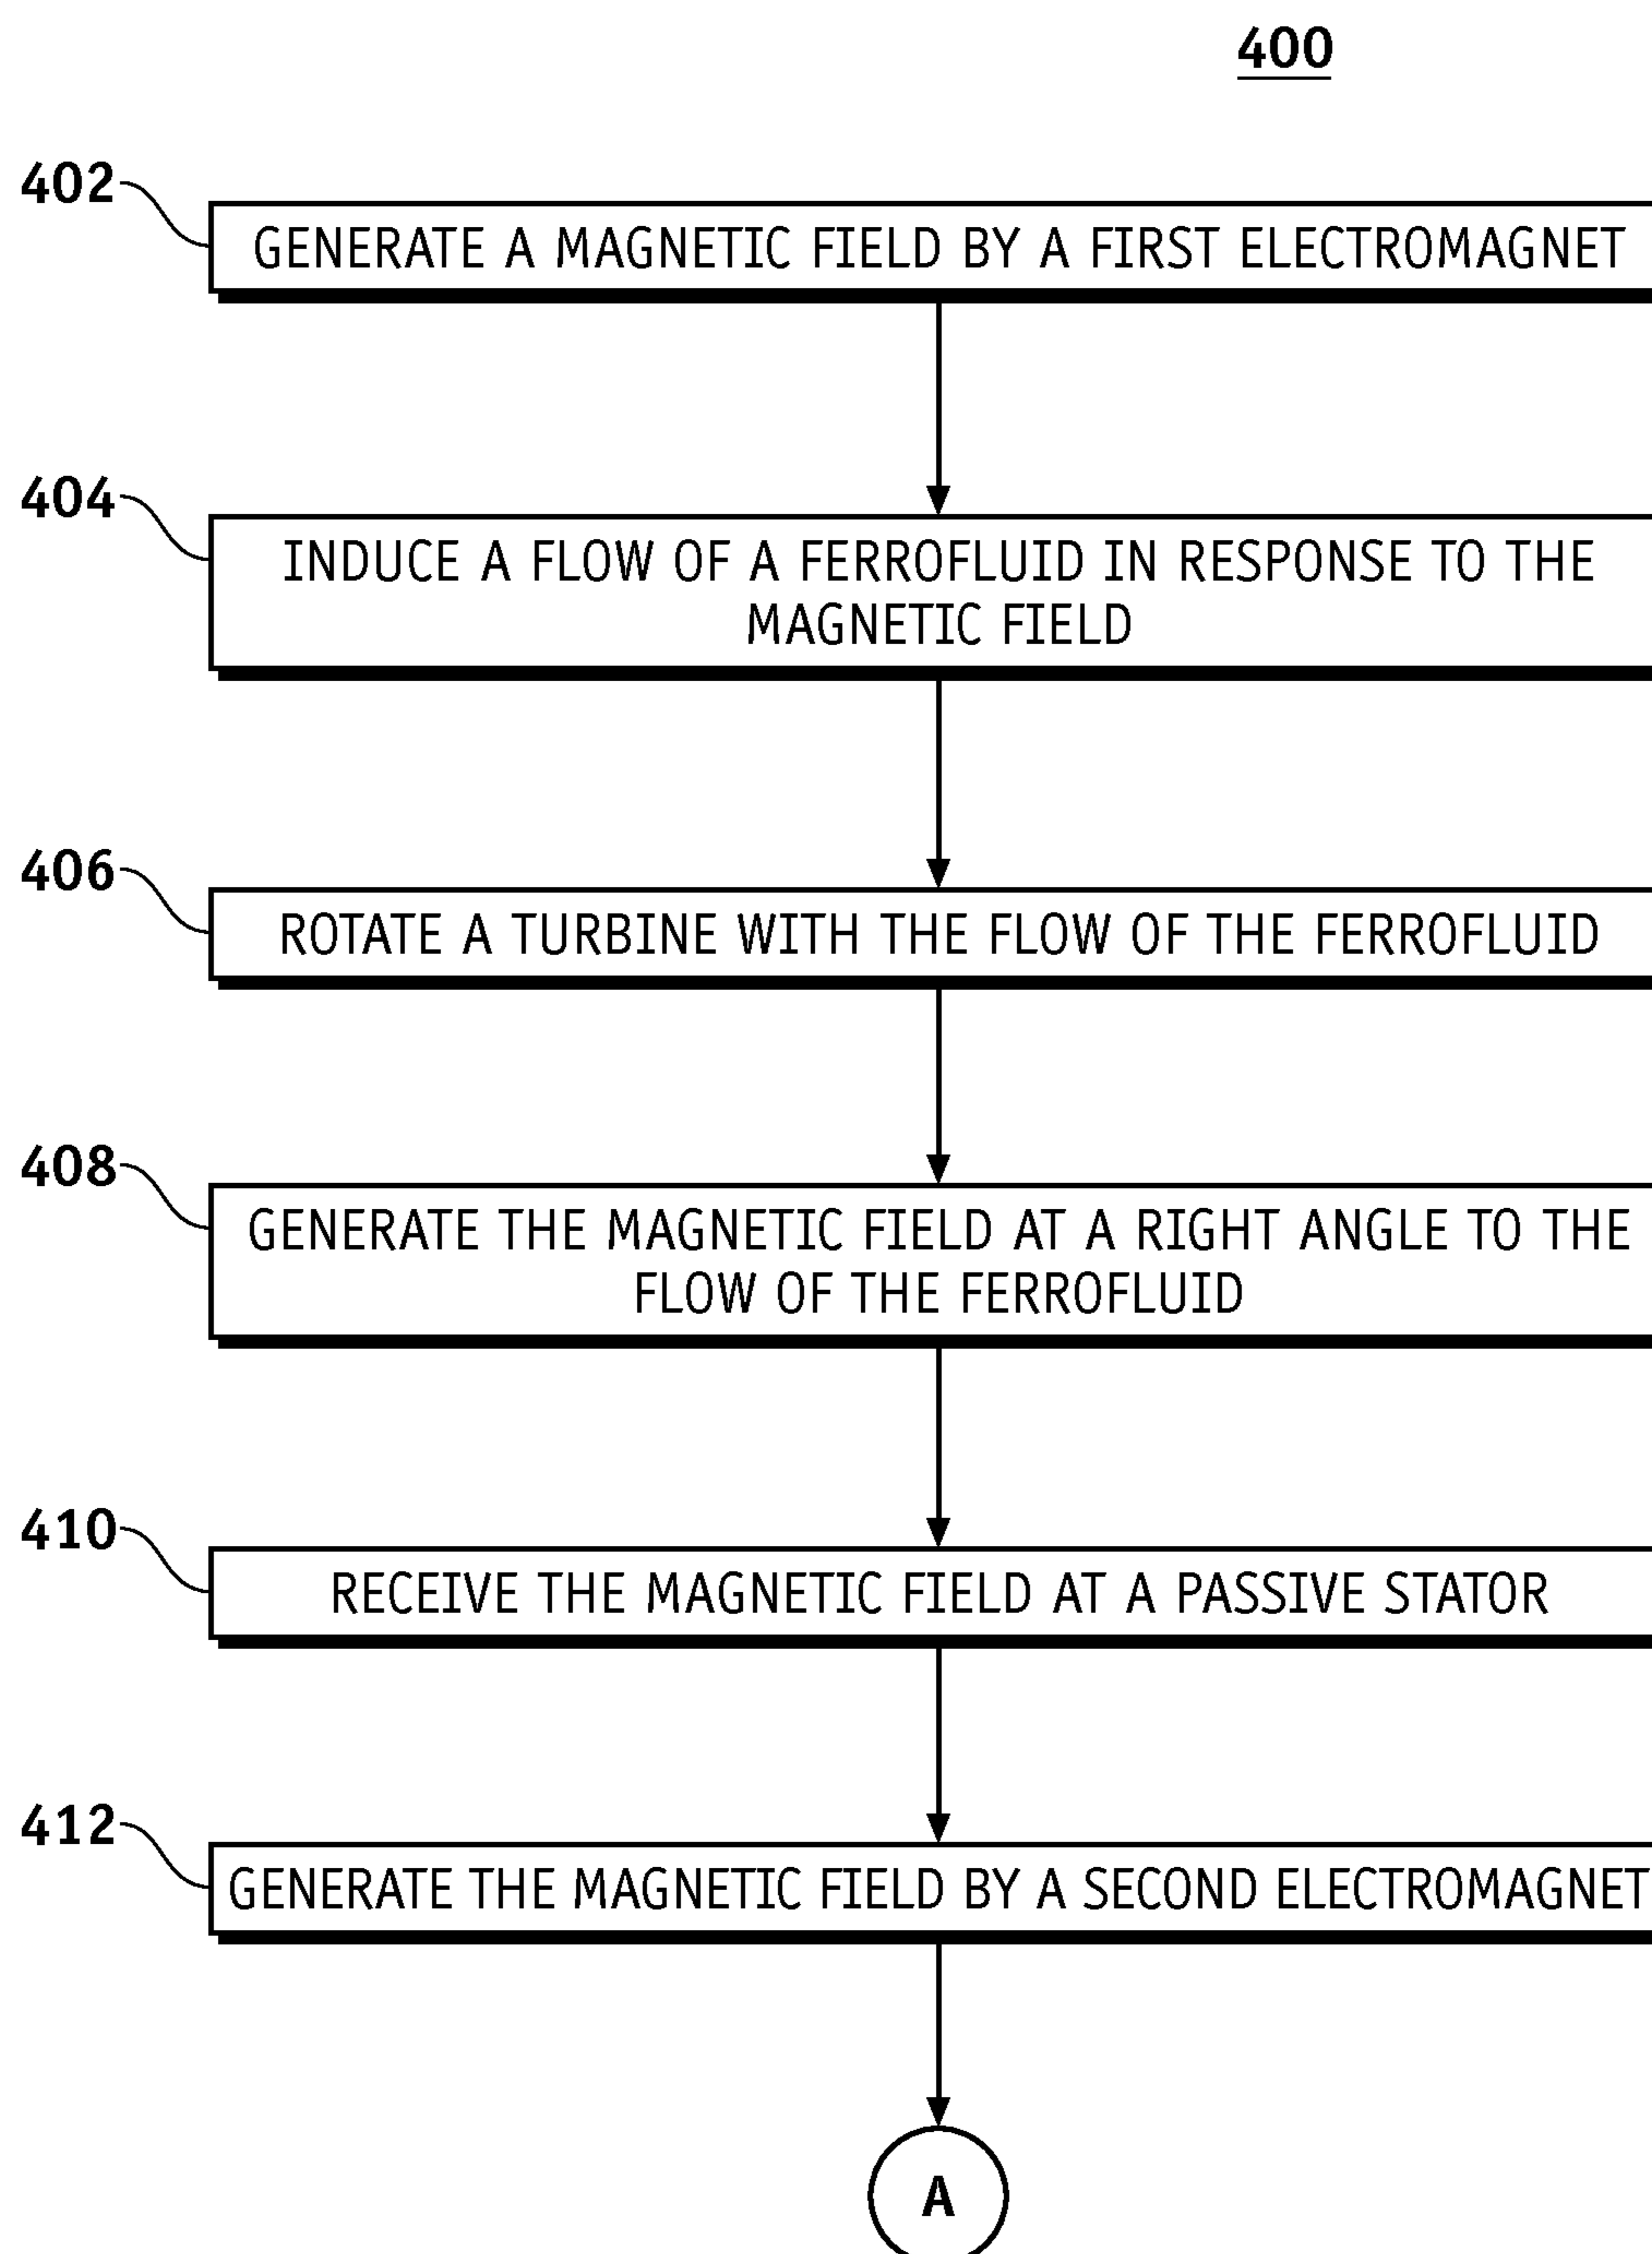 400
402
GENERATE A MAGNETIC FIELD BY A FIRST ELECTROMAGNET
404
INDUCE A FLOW OF A FERROFLUID IN RESPONSE TO THE
MAGNETIC FIELD
406
ROTATE A TURBINE WITH THE FLOW OF THE FERROFLUID
408
GENERATE THE MAGNETIC FIELD AT A RIGHT ANGLE TO THE
FLOW OF THE FERROFLUID
410
RECEIVE THE MAGNETIC FIELD AT A PASSIVE STATOR
412
GENERATE THE MAGNETIC FIELD BY A SECOND ELECTROMAGNET
A